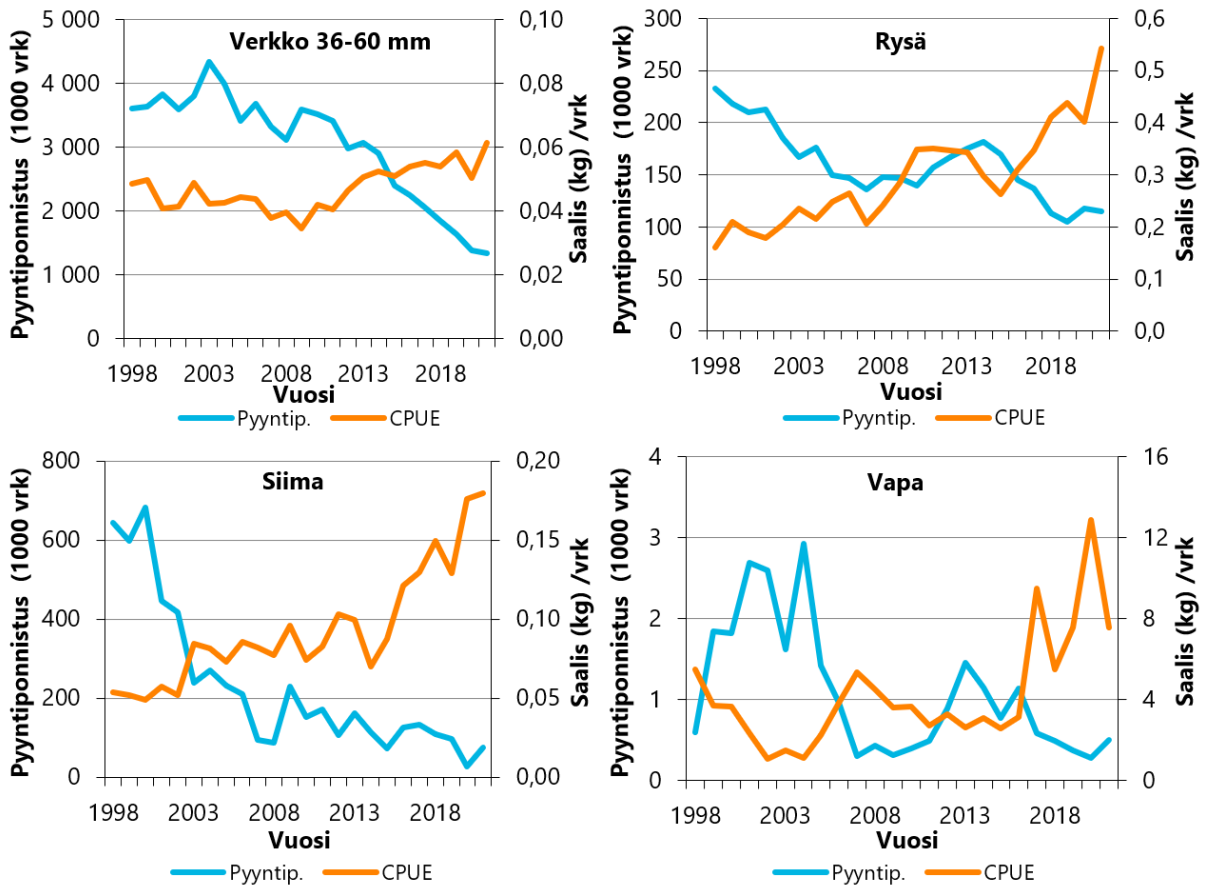 Verkko 36-60 mm
Pyyntiponnistus (1000 vrk)
5 000
4 000
3 000
2 000
1 000
0
0,10
0,08
0,06
0,04
0,02
0,00
Saalis (kg) /vrk
1998 2003 2008 2013 2018
Vuosi
Pyyntip. CPUE
Rysä
Pyyntiponnistus (1000 vrk)
300
250
200
150
100
50
0
0,6
0,5
0,4
0,3
0,2
0,1
0,0
Saalis (kg) /vrk
1998 2003 2008 2013 2018
Vuosi
Pyyntip. CPUE
Siima
Pyyntiponnistus (1000 vrk)
800
600
400
200
0
0,20
0,15
0,10
0,05
0,00
Saalis (kg) /vrk
1998 2003 2008 2013 2018
Vuosi
Pyyntip. CPUE
Vapa
Pyyntiponnistus (1000 vrk)
4
3
2
1
0
16
12
8
4
0
Saalis (kg) /vrk
1998 2003 2008 2013 2018
Vuosi
Pyyntip. CPUE